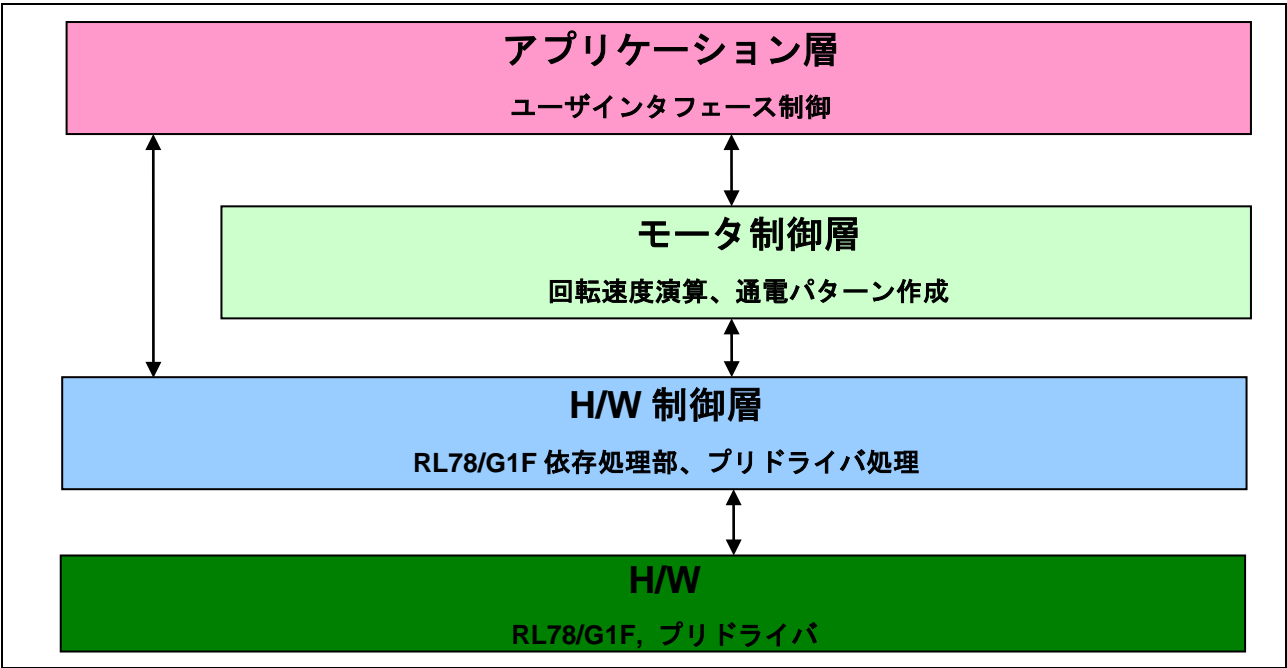 アプリケーション層
ユーザインタフェース制御
モータ制御層
回転速度演算、通電パターン作成
H/W 制御層
RL78/G1F 依存処理部、プリドライバ処理
H/W
RL78/G1F, プリドライバ